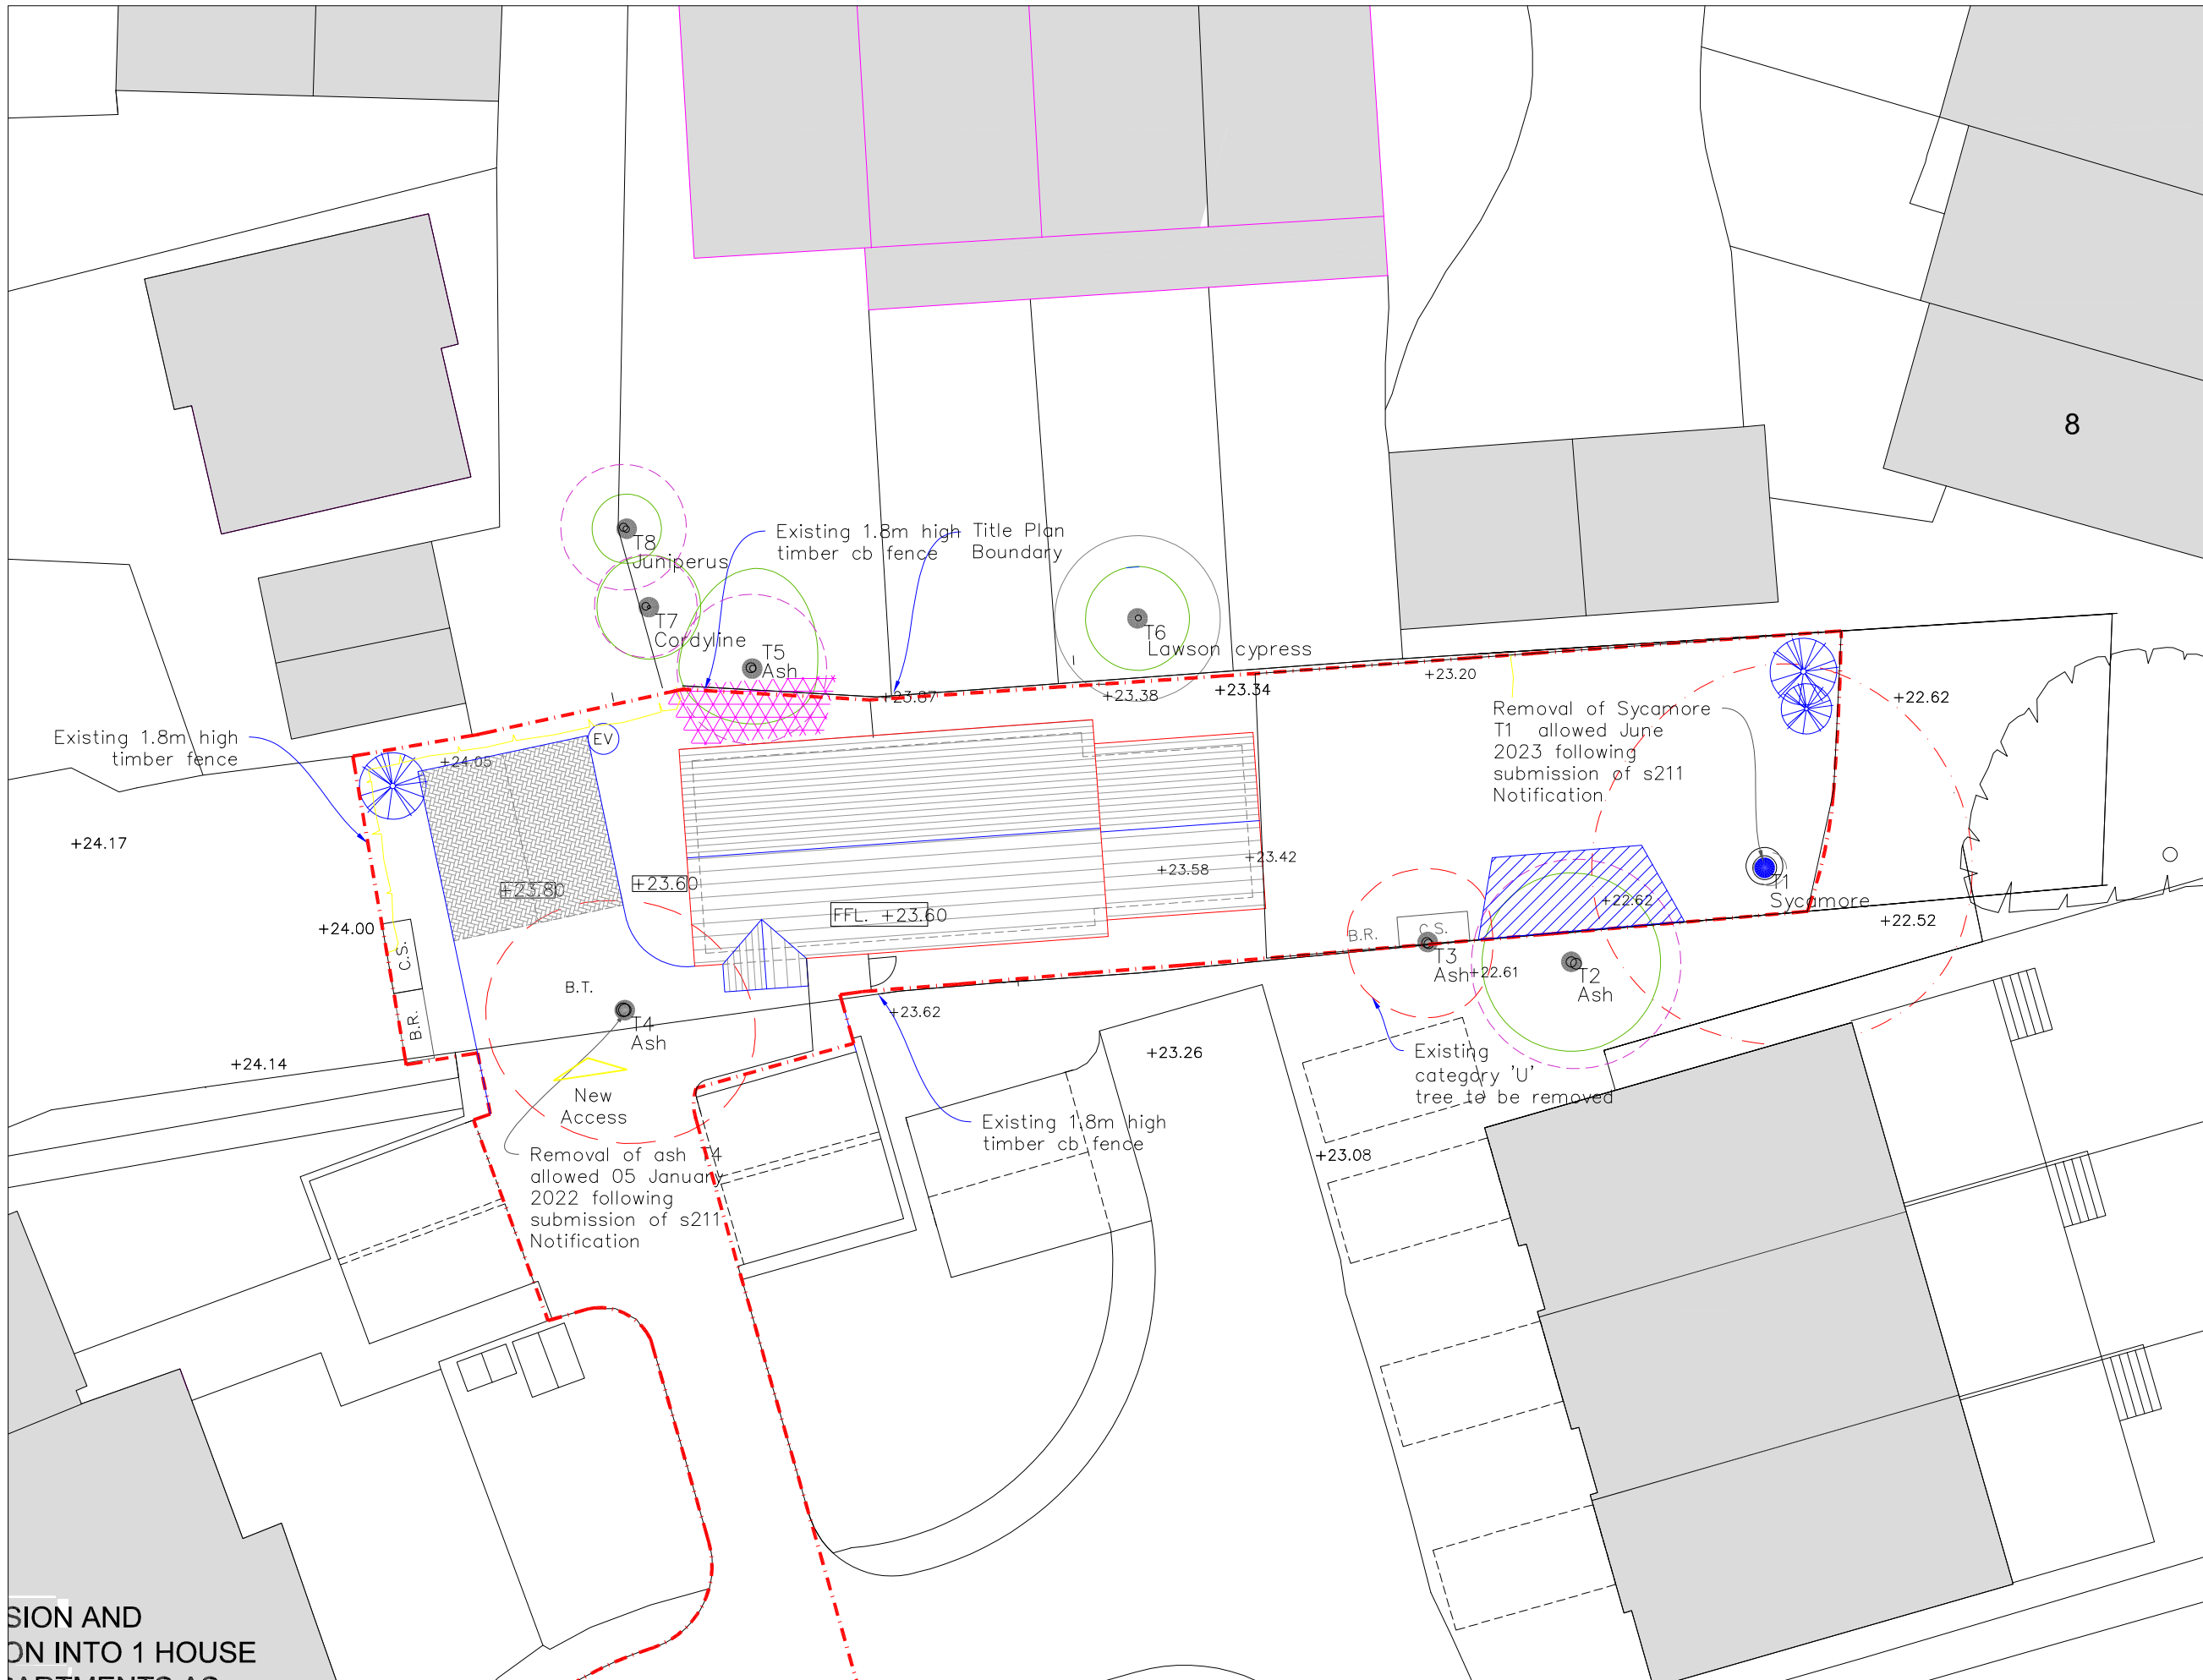 8
Existing 1.8m high
timber cb fence
Title Plan
Boundary
T8
Juniperus
T7
Cordyline
T5
Ash
T6
Lawson cypress
+23.87
+23.38
+23.34
+23.20
+22.62
Removal of Sycamore
T1 allowed June
2023 following
submission of s211
Notification
Existing 1.8m high
timber fence
EV
+24.05
+24.17
+23.80
+23.60
FFL. +23.60
+23.58
+23.42
+22.62
T1
Sycamore
+22.52
+24.00
C.S.
B.R.
B.T.
B.R.
C.S.
T3
Ash
+22.61
T2
Ash
T4
Ash
+23.62
+23.26
+24.14
New
Access
Existing
category 'U'
tree to be removed
Existing 1.8m high
timber cb fence
+23.08
Removal of ash T4
allowed 05 January
2022 following
submission of s211
Notification
SION AND
ON INTO 1 HOUSE